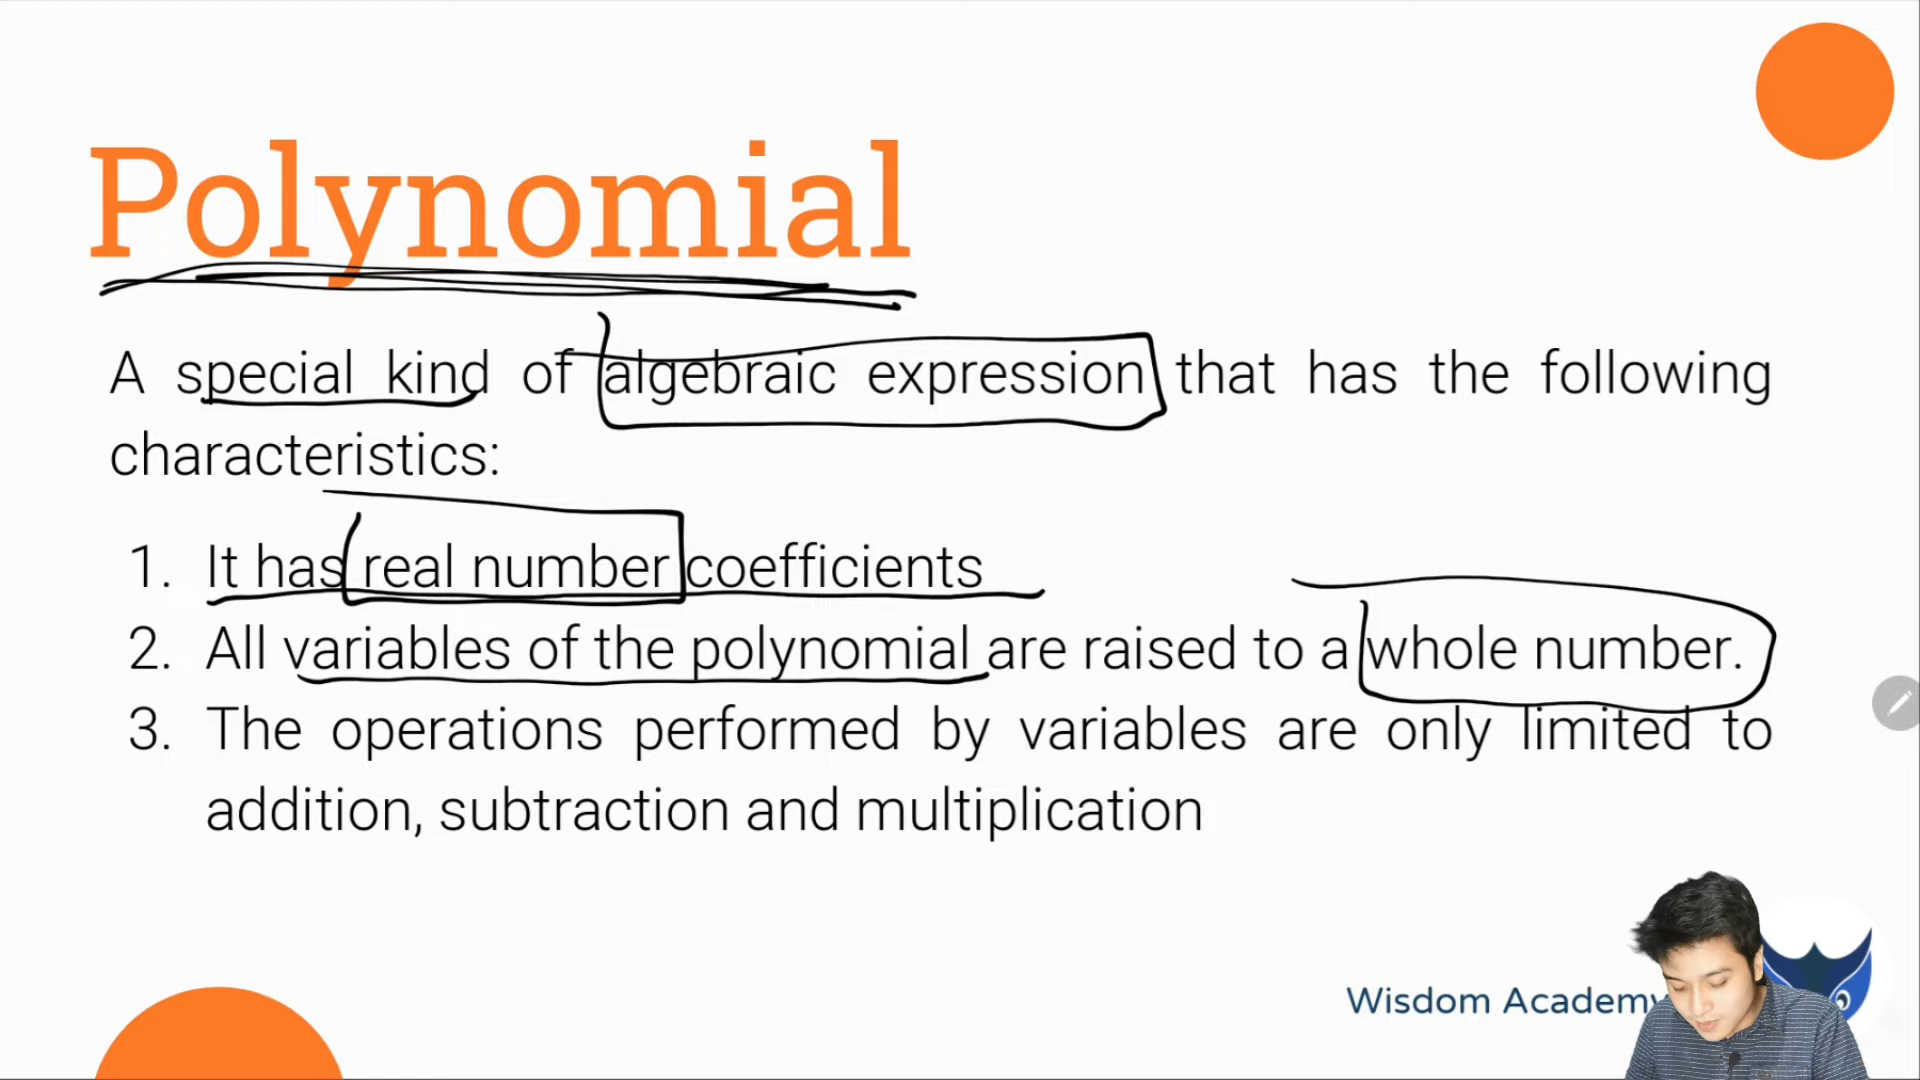 Polynomial
A special kind of algebraic expression that has the following
characteristics:
1. It has real number coefficients
2. All variables of the polynomial are raised to a whole number.
3. The operations performed by variables are only limited to
addition, subtraction and multiplication
Wisdom Academy